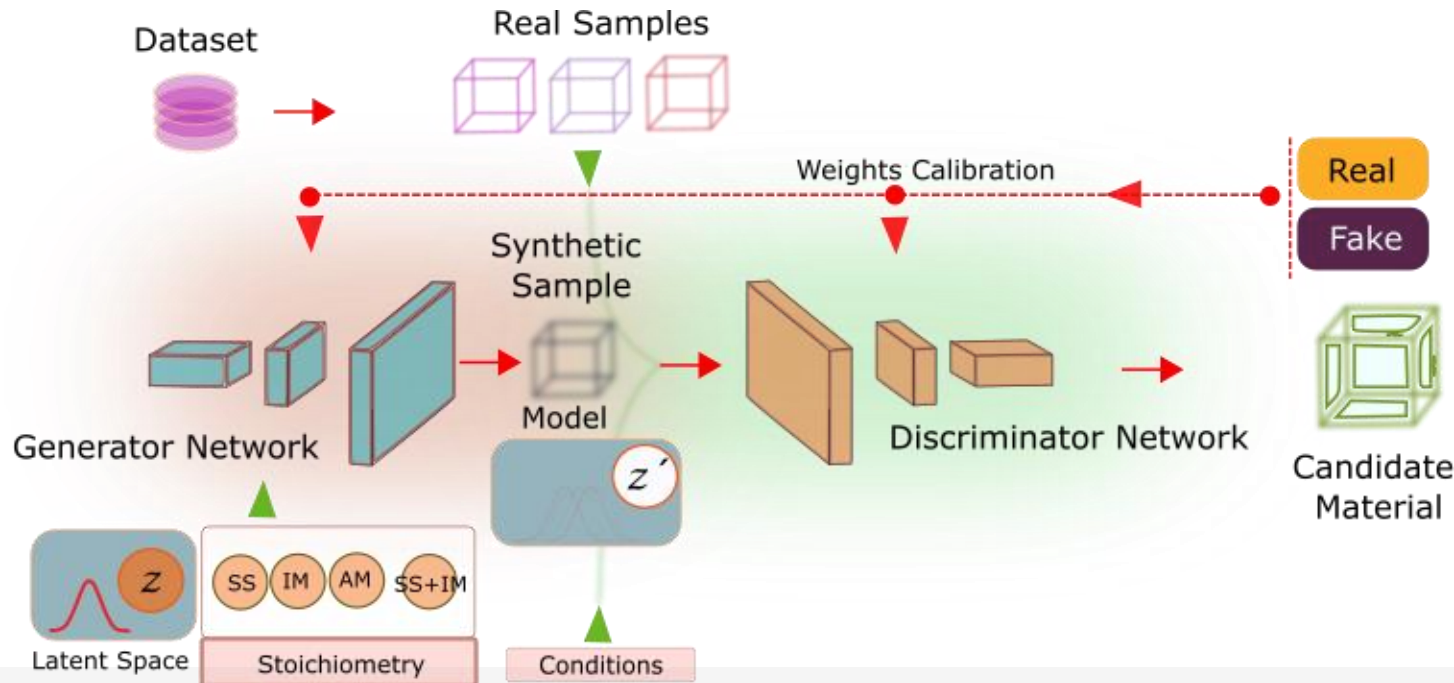 Dataset
Real Samples
Weights Calibration
Real
Fake
Synthetic
Sample
Model
Generator Network
Discriminator Network
Candidate
Material
z
z´
SS
IM
AM
SS+IM
Latent Space
Stoichiometry
Conditions